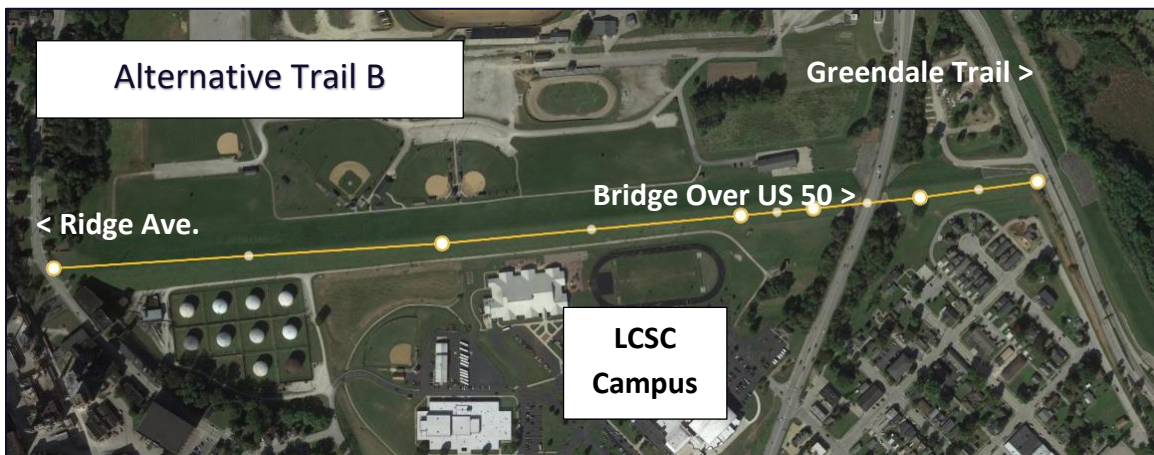 Alternative Trail B
Greendale Trail >
Bridge Over US 50 >
< Ridge Ave.
LCSC
Campus